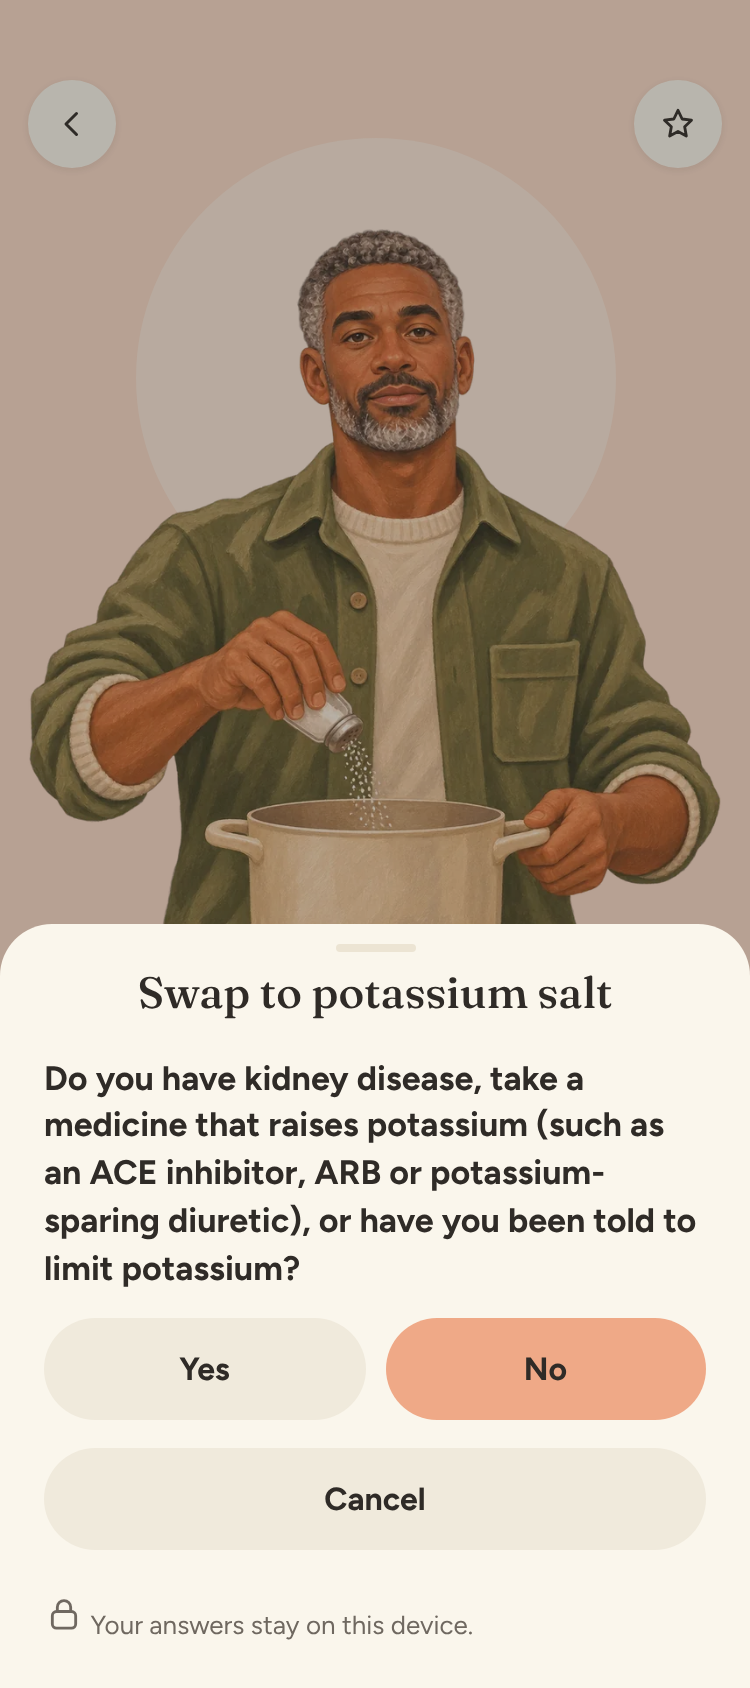 Swap to potassium salt
Do you have kidney disease, take a
medicine that raises potassium (such as
an ACE inhibitor, ARB or potassium-
sparing diuretic), or have you been told to
limit potassium?
Yes
No
Cancel
Your answers stay on this device.